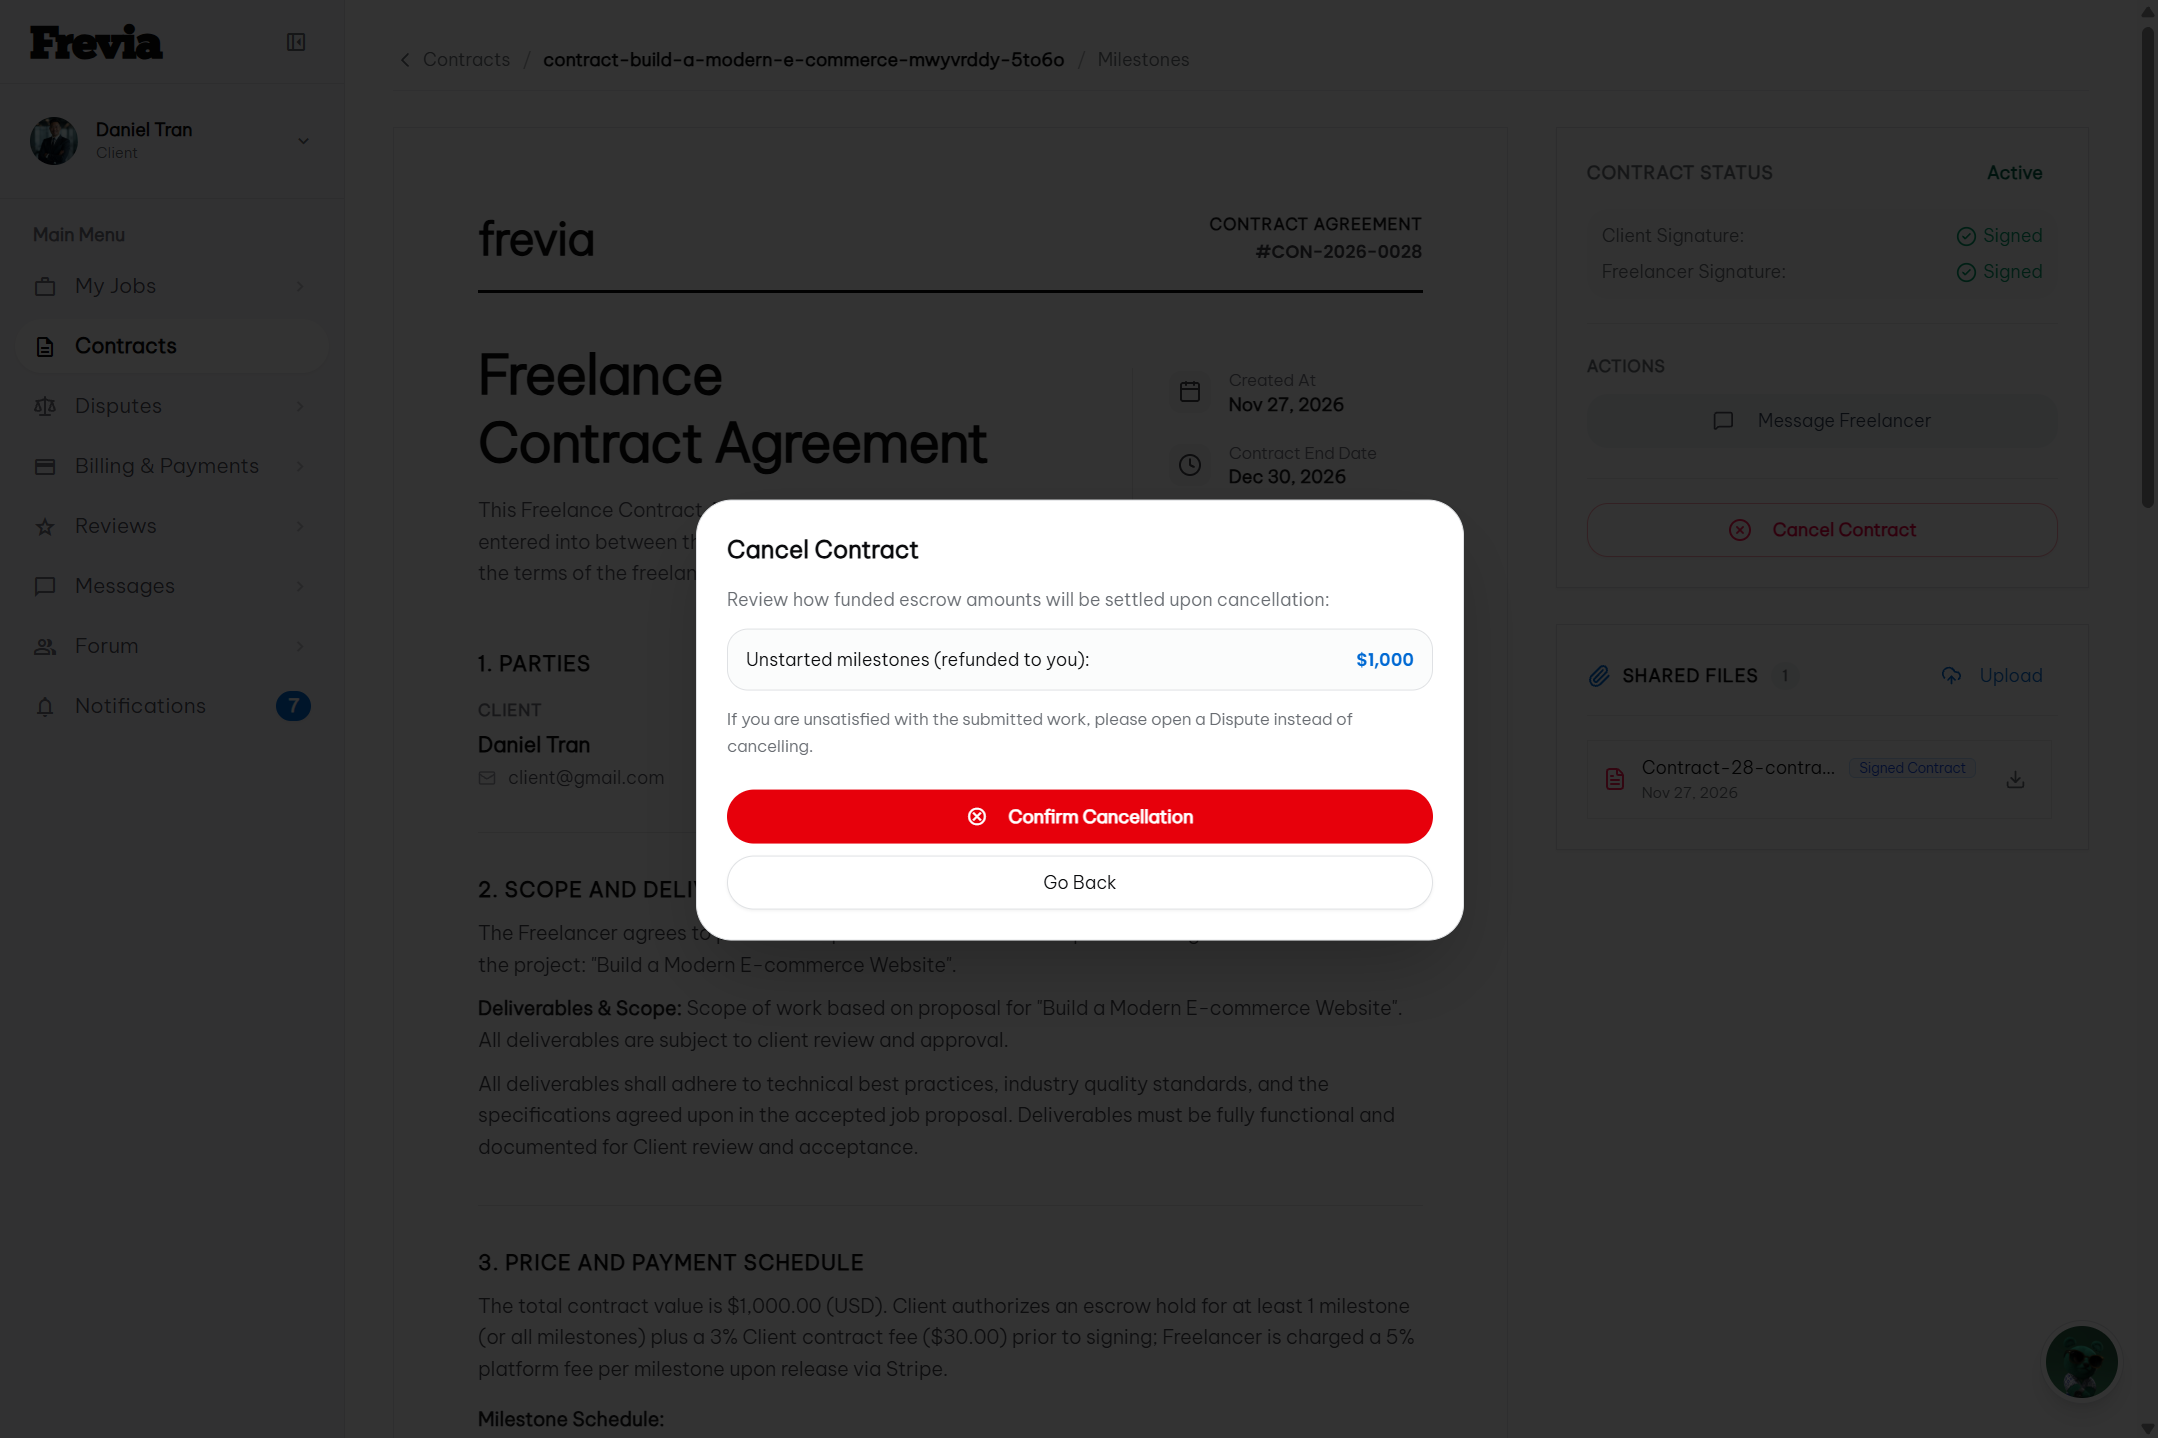 Frevia
Daniel Tran
Client
Main Menu
My Jobs
Contracts
Disputes
Billing & Payments
Reviews
Messages
Forum
Notifications
7
Contracts / contract-build-a-modern-e-commerce-mwyvrddy-5to6o / Milestones
frevia
CONTRACT AGREEMENT
#CON-2026-0028
Freelance
Contract Agreement
Created At
Nov 27, 2026
Contract End Date
Dec 30, 2026
This Freelance Contract
entered into between
the terms of the freelan
1. PARTIES
CLIENT
Daniel Tran
client@gmail.com
2. SCOPE AND DELI
The Freelancer agrees to
the project: "Build a Modern E-commerce Website".
Deliverables & Scope: Scope of work based on proposal for "Build a Modern E-commerce Website".
All deliverables are subject to client review and approval.
All deliverables shall adhere to technical best practices, industry quality standards, and the
specifications agreed upon in the accepted job proposal. Deliverables must be fully functional and
documented for Client review and acceptance.
3. PRICE AND PAYMENT SCHEDULE
The total contract value is $1,000.00 (USD). Client authorizes an escrow hold for at least 1 milestone
(or all milestones) plus a 3% Client contract fee ($30.00) prior to signing; Freelancer is charged a 5%
platform fee per milestone upon release via Stripe.
Milestone Schedule:
Cancel Contract
Review how funded escrow amounts will be settled upon cancellation:
Unstarted milestones (refunded to you): $1,000
If you are unsatisfied with the submitted work, please open a Dispute instead of
cancelling.
Confirm Cancellation
Go Back
CONTRACT STATUS Active
Client Signature: Signed
Freelancer Signature: Signed
ACTIONS
Message Freelancer
Cancel Contract
SHARED FILES 1 Upload
Contract-28-contra... Signed Contract
Nov 27, 2026